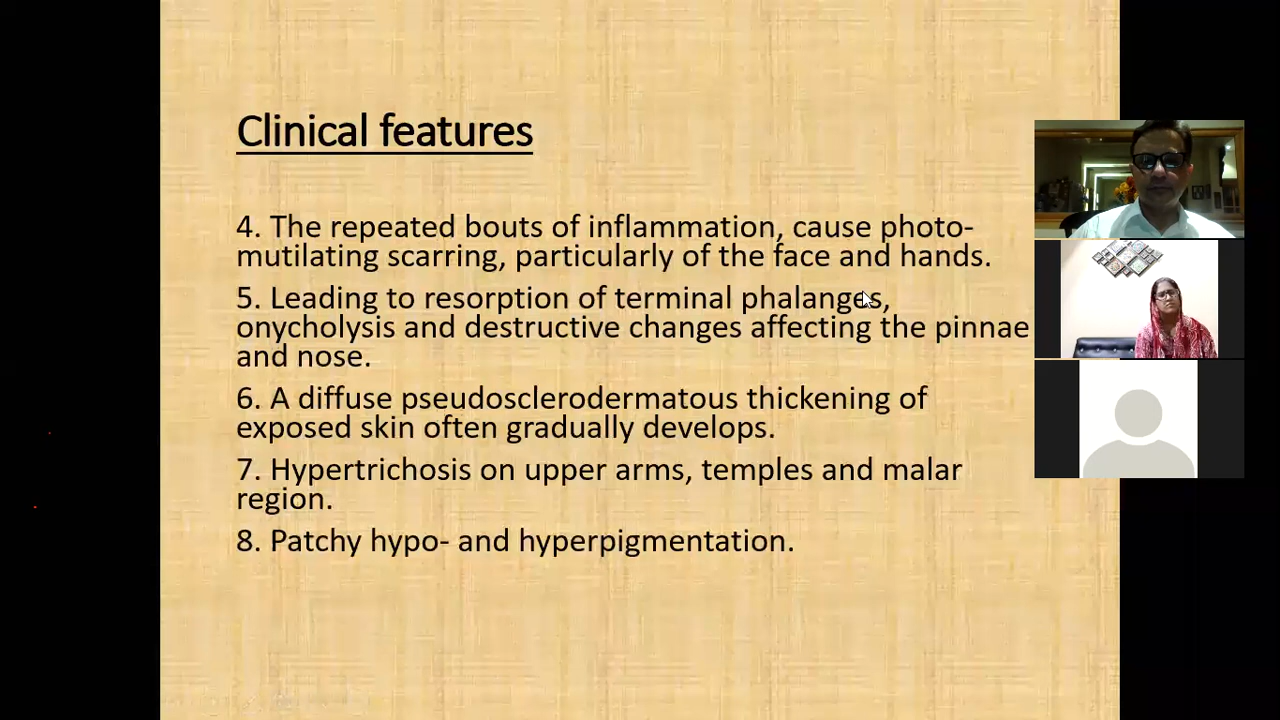 Clinical features
4. The repeated bouts of inflammation, cause photo-
mutilating scarring, particularly of the face and hands.
5. Leading to resorption of terminal phalanges,
onycholysis and destructive changes affecting the pinnae
and nose.
6. A diffuse pseudosclerodermatous thickening of
exposed skin often gradually develops.
7. Hypertrichosis on upper arms, temples and malar
region.
8. Patchy hypo- and hyperpigmentation.